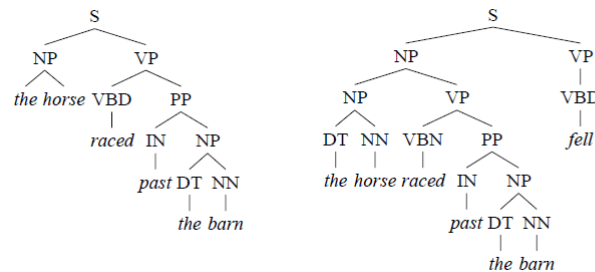 S S
NP VP NP VP
the horse VBD PP NP VP VBD
raced IN NP DT NN VBN PP fell
past DT NN the horse raced IN NP
the barn past DT NN
the barn